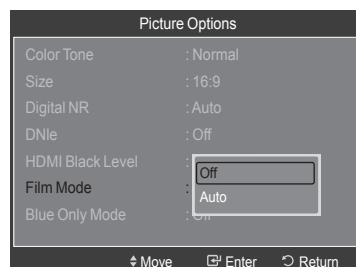 Picture Options
Color Tone : Normal
Size : 16:9
Digital NR : Auto
DNIe : Off
HDMI Black Level :
Off
Film Mode :
Auto
Blue Only Mode : Off
Move Enter Return